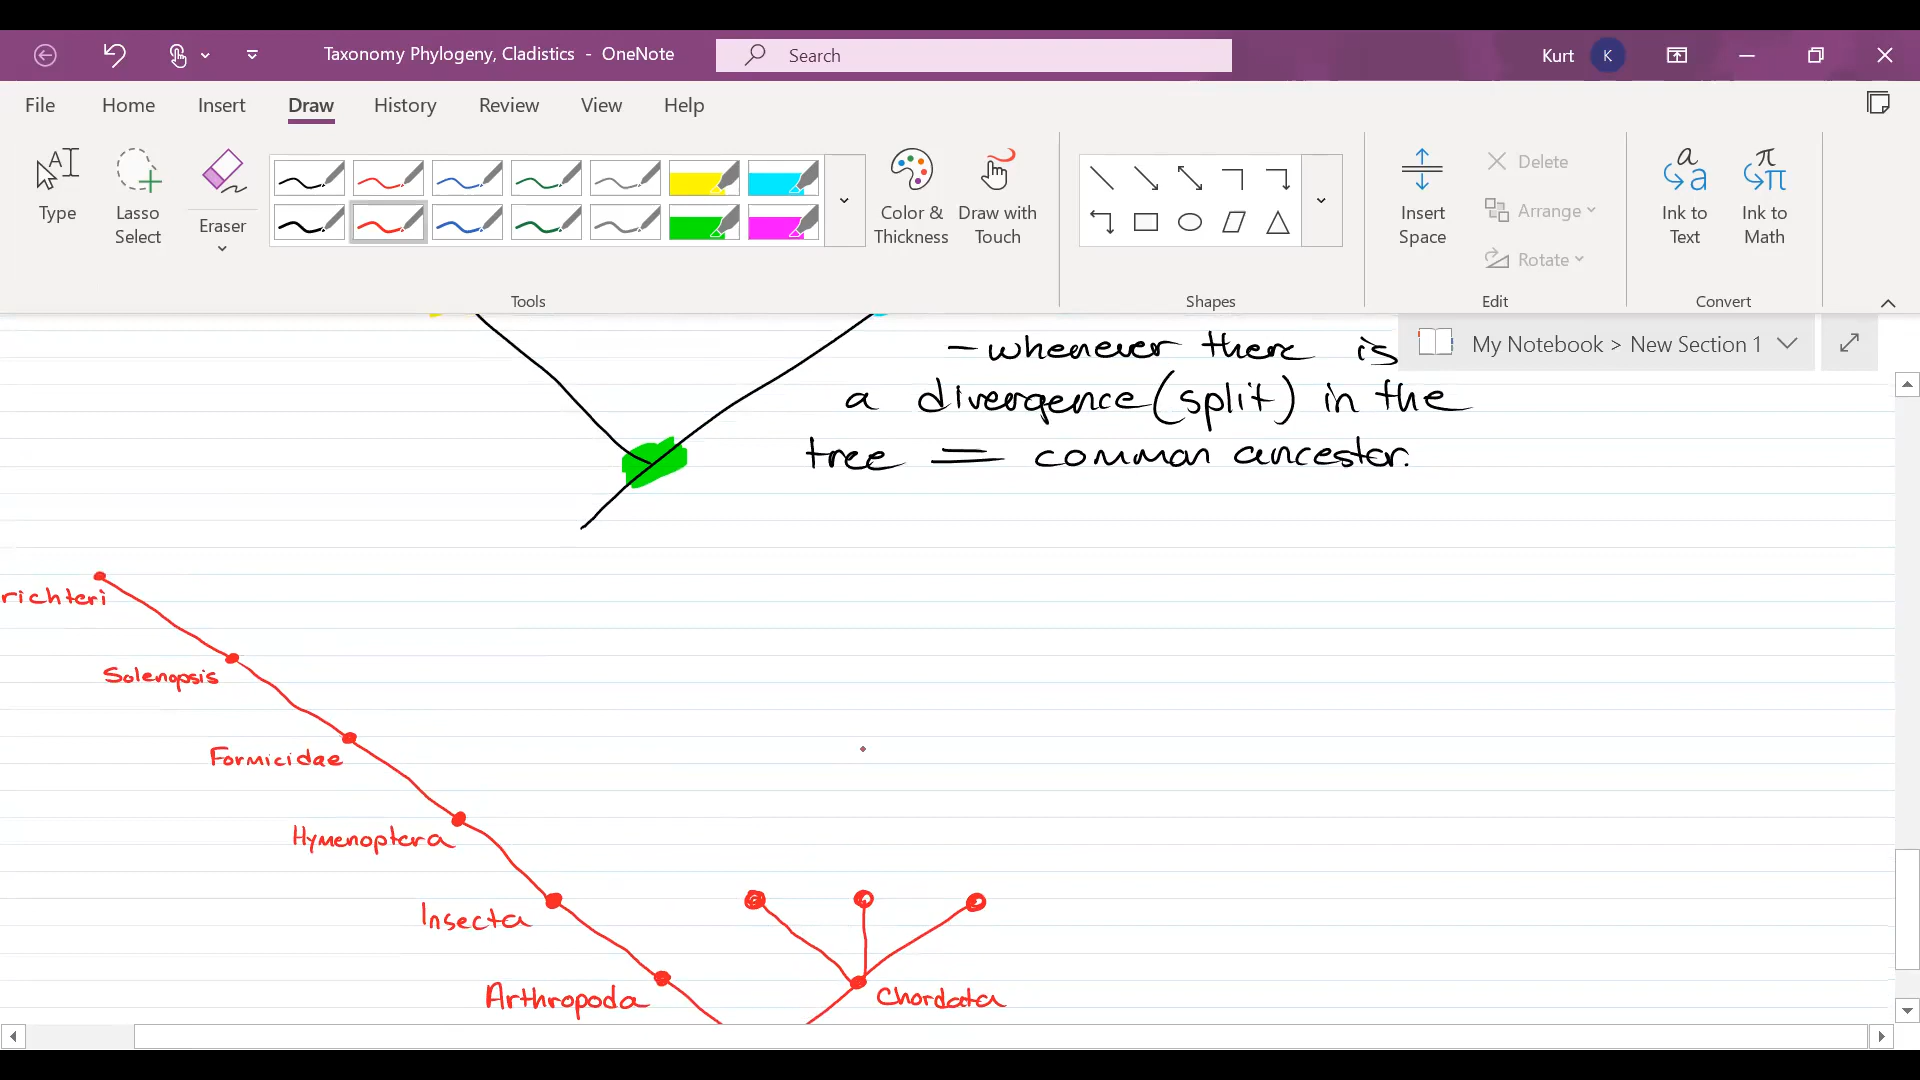 Taxonomy Phylogeny, Cladistics - OneNote
Search
Kurt
K
File Home Insert Draw History Review View Help
Type
Lasso Select
Eraser
Color & Thickness
Draw with Touch
Insert Space
Delete
Arrange
Rotate
Ink to Text
Ink to Math
Tools
Shapes
Edit
Convert
My Notebook > New Section 1
- whenever there is
a divergence (split) in the
tree = common ancestor.
richteri
Solenopsis
Formicidae
Hymenoptera
Insecta
Arthropoda
Chordata